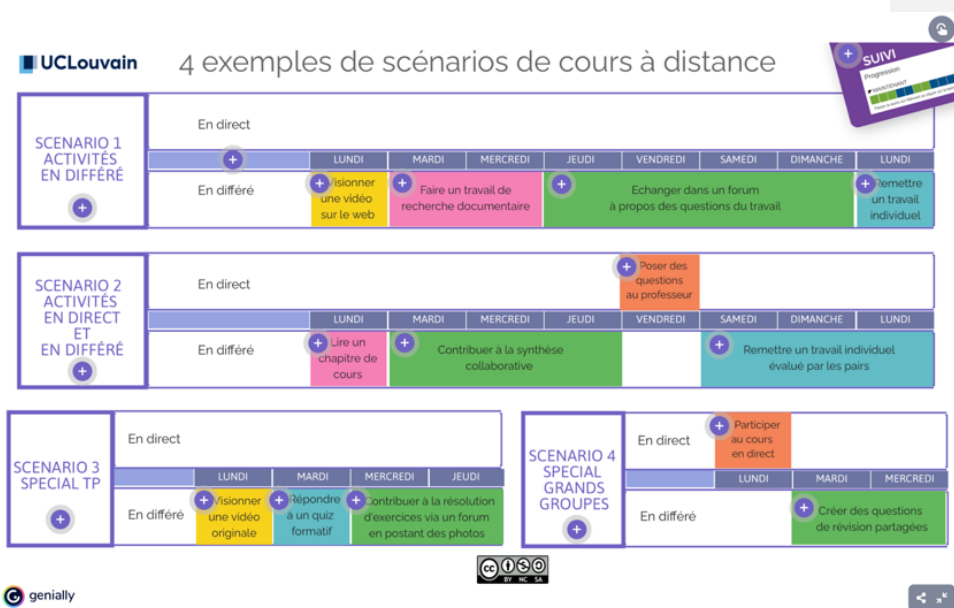 UCLouvain
4 exemples de scénarios de cours à distance
SUIVI
Progression
MAINTENANT
SCENARIO 1
ACTIVITÉS
EN DIFFÉRÉ
En direct
LUNDI MARDI MERCREDI JEUDI VENDREDI SAMEDI DIMANCHE LUNDI
En différé
Visionner
une vidéo
sur le web
Faire un travail de
recherche documentaire
Echanger dans un forum
à propos des questions du travail
Remettre
un travail
individuel
SCENARIO 2
ACTIVITÉS
EN DIRECT
ET
EN DIFFÉRÉ
En direct
Poser des
questions
au professeur
LUNDI MARDI MERCREDI JEUDI VENDREDI SAMEDI DIMANCHE LUNDI
En différé
Lire un
chapitre de
cours
Contribuer à la synthèse
collaborative
Remettre un travail individuel
évalué par les pairs
SCENARIO 3
SPECIAL TP
En direct
LUNDI MARDI MERCREDI JEUDI
En différé
Visionner
une vidéo
originale
Répondre
à un quiz
formatif
Contribuer à la résolution
d'exercices via un forum
en postant des photos
SCENARIO 4
SPECIAL
GRANDS
GROUPES
En direct
Participer
au cours
en direct
LUNDI MARDI MERCREDI
En différé
Créer des questions
de révision partagées
cc
BY NC SA
genially